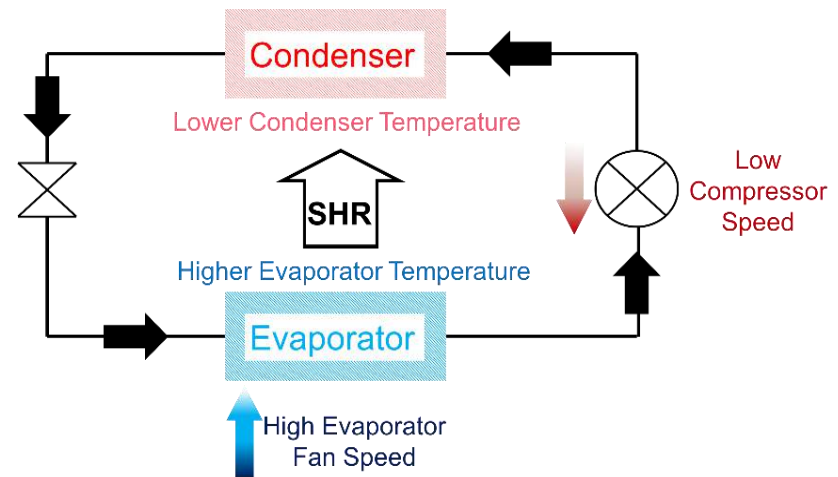 Condenser
Lower Condenser Temperature
SHR
Low
Compressor
Speed
Higher Evaporator Temperature
Evaporator
High Evaporator
Fan Speed